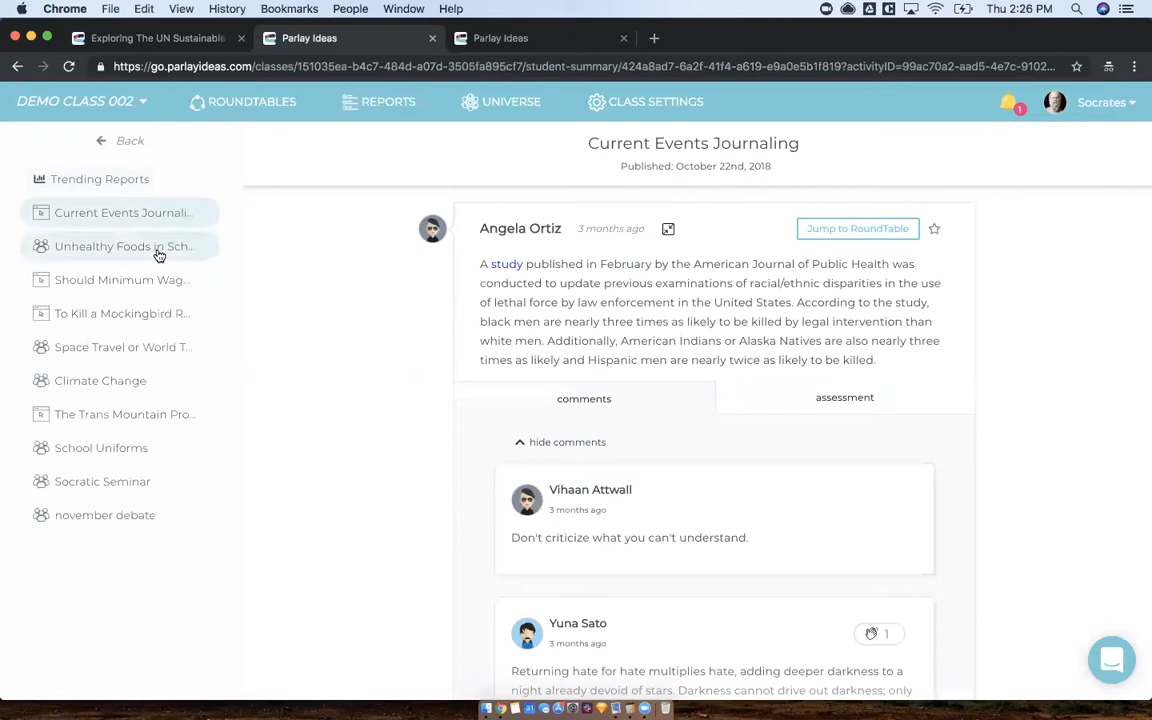 Chrome File Edit View History Bookmarks People Window Help Thu 2:26 PM
Exploring The UN Sustainable
Parlay Ideas
Parlay Ideas
https://go.parlayideas.com/classes/151035ea-b4c7-484d-a07d-3505fa895cf7/student-summary/424a8ad7-6a2f-41f4-a619-e9a0e5b1f819?activityID=99ac70a2-aad5-4e7c-9102...
DEMO CLASS 002 ROUNDTABLES REPORTS UNIVERSE CLASS SETTINGS 1 Socrates
Back
Trending Reports
Current Events Journali...
Unhealthy Foods in Sch...
Should Minimum Wag...
To Kill a Mockingbird R...
Space Travel or World T...
Climate Change
The Trans Mountain Pro...
School Uniforms
Socratic Seminar
november debate
Current Events Journaling
Published: October 22nd, 2018
Angela Ortiz 3 months ago Jump to RoundTable
A study published in February by the American Journal of Public Health was
conducted to update previous examinations of racial/ethnic disparities in the use
of lethal force by law enforcement in the United States. According to the study,
black men are nearly three times as likely to be killed by legal intervention than
white men. Additionally, American Indians or Alaska Natives are also nearly three
times as likely and Hispanic men are nearly twice as likely to be killed.
comments assessment
hide comments
Vihaan Attwall
3 months ago
Don't criticize what you can't understand.
Yuna Sato
3 months ago
1
Returning hate for hate multiplies hate, adding deeper darkness to a
night already devoid of stars. Darkness cannot drive out darkness; only